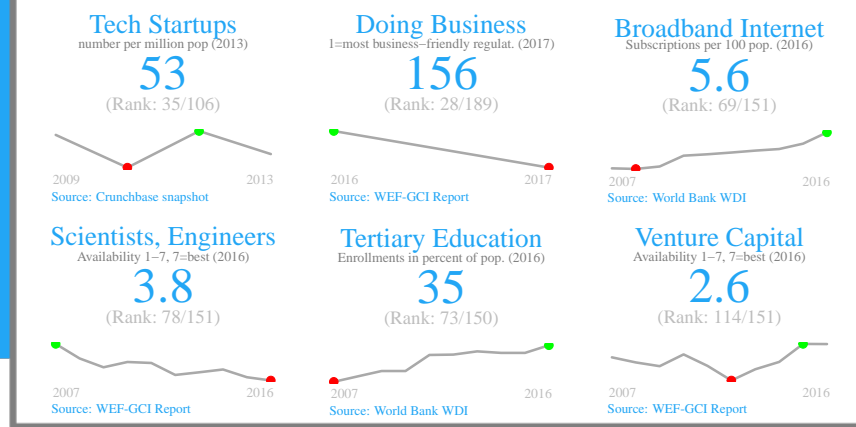 Tech Startups
number per million pop (2013)
53
(Rank: 35/106)
2009 2013
Source: Crunchbase snapshot
Doing Business
1=most business−friendly regulat. (2017)
156
(Rank: 28/189)
2016 2017
Source: WEF-GCI Report
Broadband Internet
Subscriptions per 100 pop. (2016)
5.6
(Rank: 69/151)
2007 2016
Source: World Bank WDI
Scientists, Engineers
Availability 1−7, 7=best (2016)
3.8
(Rank: 78/151)
2007 2016
Source: WEF-GCI Report
Tertiary Education
Enrollments in percent of pop. (2016)
35
(Rank: 73/150)
2007 2016
Source: World Bank WDI
Venture Capital
Availability 1−7, 7=best (2016)
2.6
(Rank: 114/151)
2007 2016
Source: WEF-GCI Report